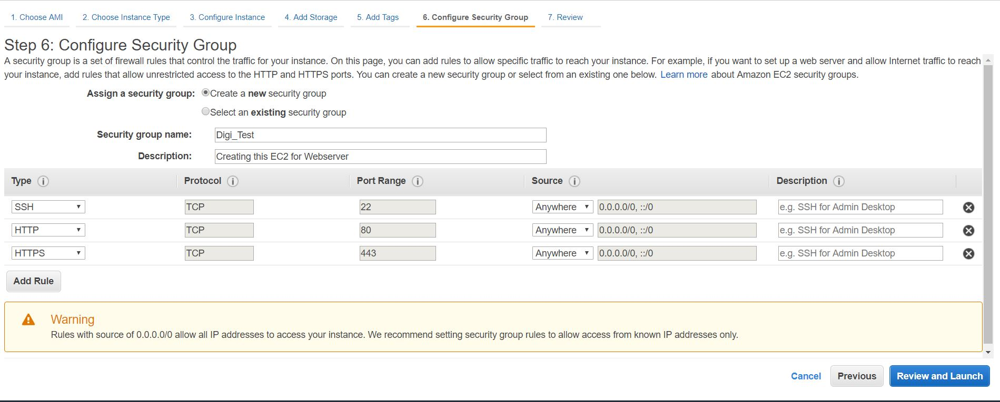 1. Choose AMI 2. Choose Instance Type 3. Configure Instance 4. Add Storage 5. Add Tags 6. Configure Security Group 7. Review
Step 6: Configure Security Group
A security group is a set of firewall rules that control the traffic for your instance. On this page, you can add rules to allow specific traffic to reach your instance. For example, if you want to set up a web server and allow Internet traffic to reach
your instance, add rules that allow unrestricted access to the HTTP and HTTPS ports. You can create a new security group or select from an existing one below. Learn more about Amazon EC2 security groups.
Assign a security group: Create a new security group
Select an existing security group
Security group name: Digi_Test
Description: Creating this EC2 for Webserver
Type i Protocol i Port Range i Source i Description i
SSH TCP 22 Anywhere 0.0.0.0/0, ::/0 e.g. SSH for Admin Desktop
HTTP TCP 80 Anywhere 0.0.0.0/0, ::/0 e.g. SSH for Admin Desktop
HTTPS TCP 443 Anywhere 0.0.0.0/0, ::/0 e.g. SSH for Admin Desktop
Add Rule
Warning
Rules with source of 0.0.0.0/0 allow all IP addresses to access your instance. We recommend setting security group rules to allow access from known IP addresses only.
Cancel Previous Review and Launch